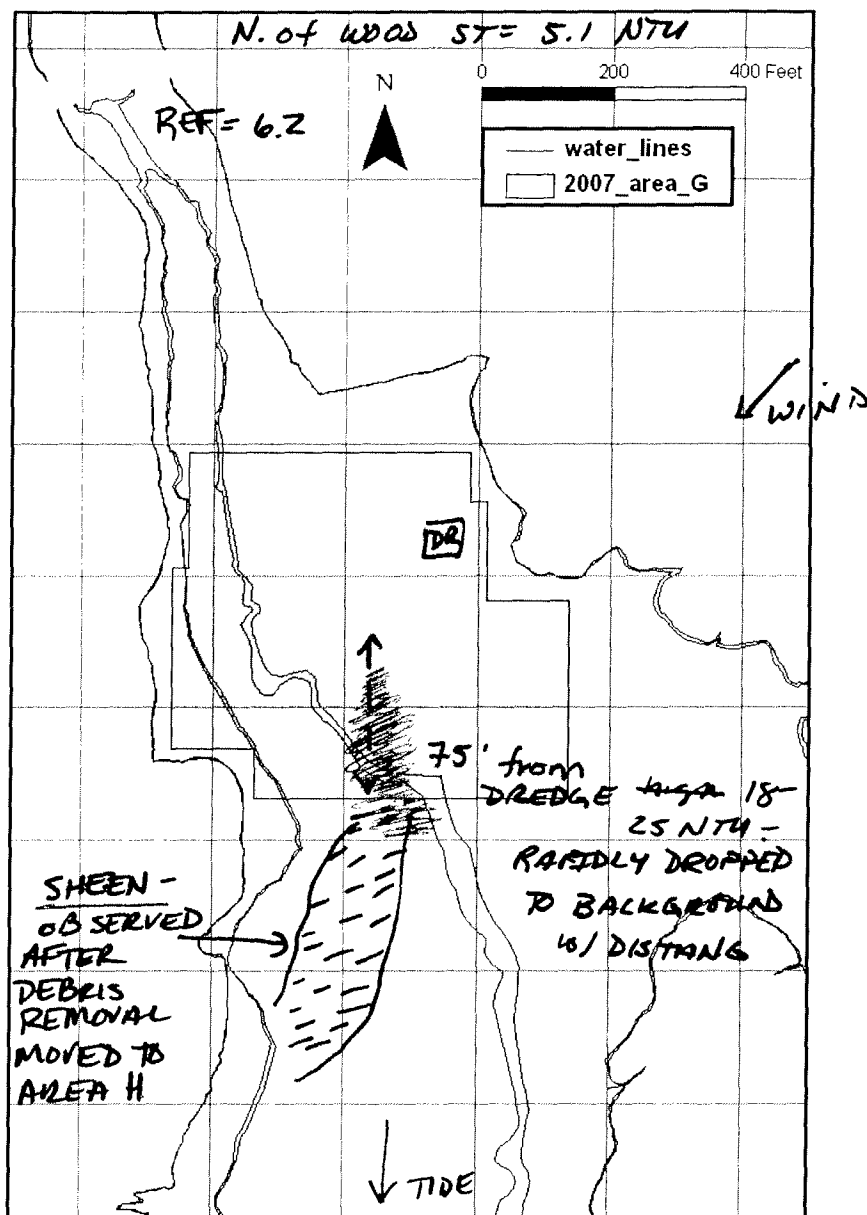 N. of WOOD ST = 5.1 NTU
0 200 400 Feet
N
REF = 6.2
water_lines
2007_area_G
WIND
DR
75' from
DREDGE 18-
25 NTU -
RAPIDLY DROPPED
TO BACKGROUND
W/ DISTANG
SHEEN -
OBSERVED
AFTER
DEBRIS
REMOVAL
MOVED TO
AREA H
TIDE